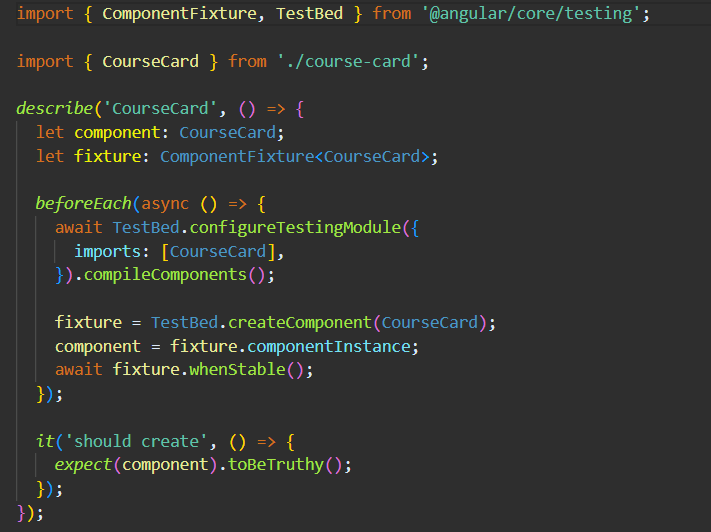 import { ComponentFixture, TestBed } from '@angular/core/testing';
import { CourseCard } from './course-card';
describe('CourseCard', () => {
let component: CourseCard;
let fixture: ComponentFixture<CourseCard>;
beforeEach(async () => {
await TestBed.configureTestingModule({
imports: [CourseCard],
}).compileComponents();
fixture = TestBed.createComponent(CourseCard);
component = fixture.componentInstance;
await fixture.whenStable();
});
it('should create', () => {
expect(component).toBeTruthy();
});
});